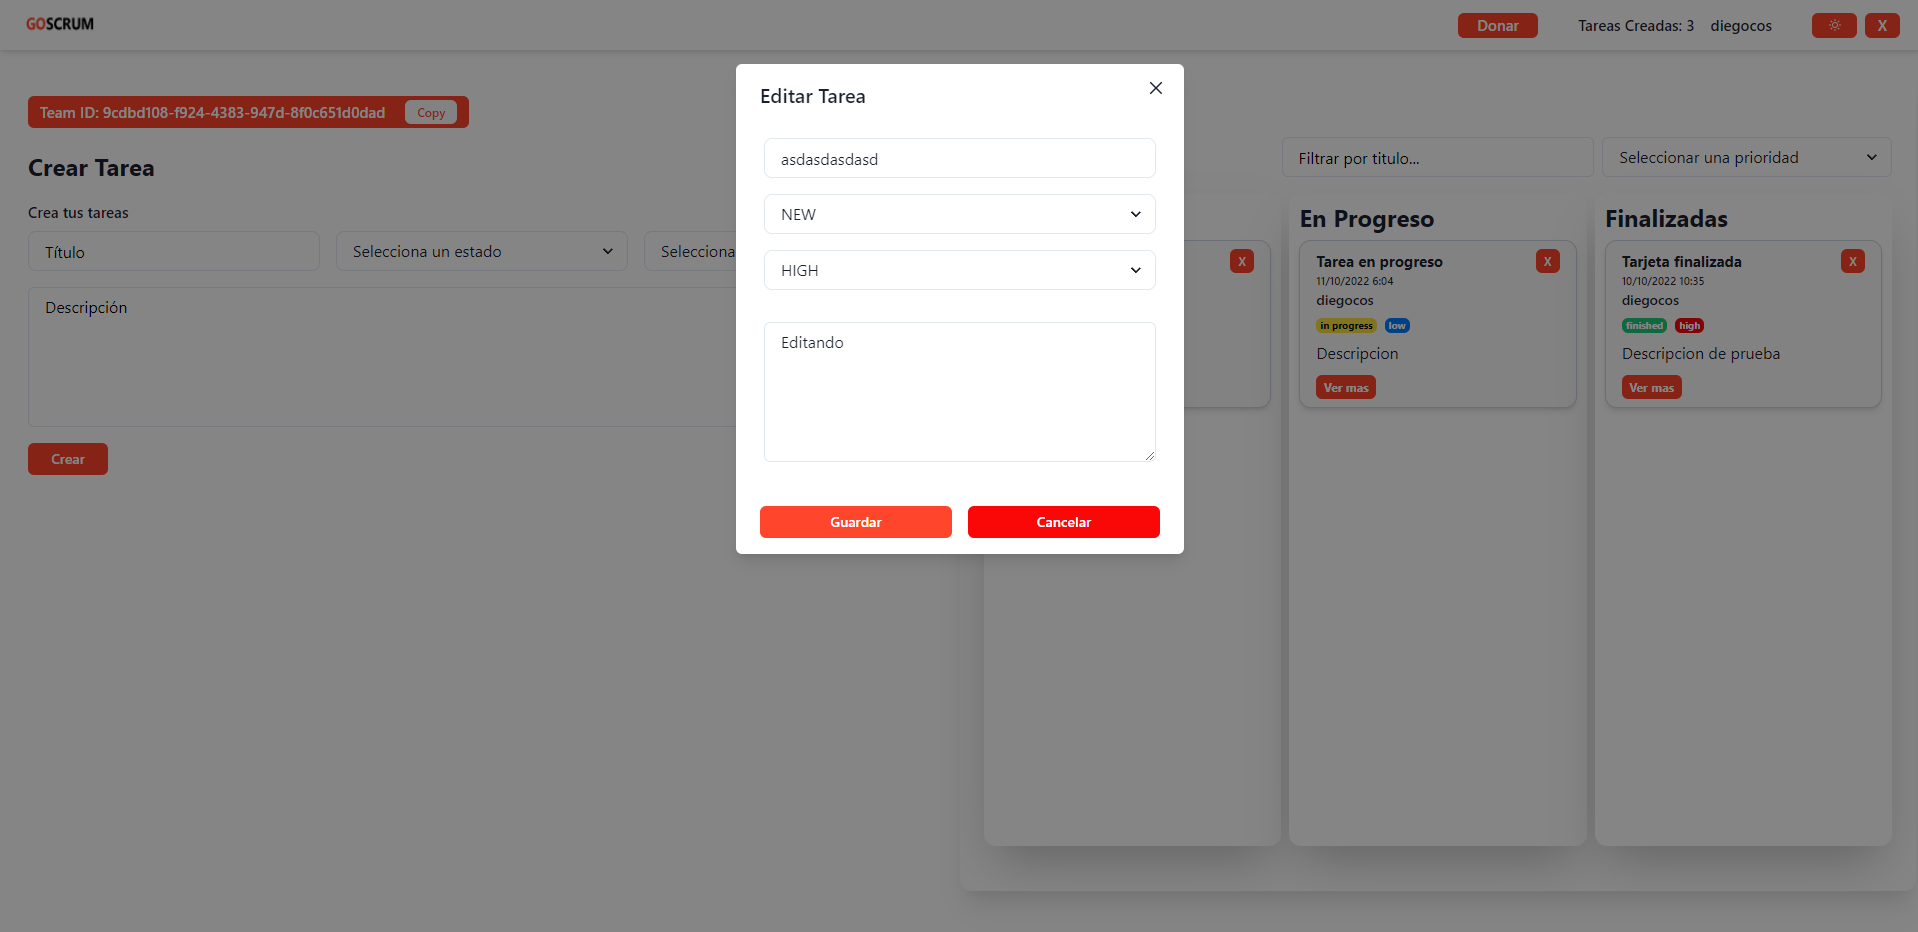 GOSCRUM
Donar
Tareas Creadas: 3
diegocos
X
Team ID: 9cdbd108-f924-4383-947d-8f0c651d0dad
Copy
Crear Tarea
Crea tus tareas
Título
Selecciona un estado
Selecciona
Descripción
Crear
Editar Tarea
asdasdasdasd
NEW
HIGH
Editando
Guardar
Cancelar
Filtrar por titulo...
Seleccionar una prioridad
X
En Progreso
Tarea en progreso
X
11/10/2022 6:04
diegocos
in progress
low
Descripcion
Ver mas
Finalizadas
Tarjeta finalizada
X
10/10/2022 10:35
diegocos
finished
high
Descripcion de prueba
Ver mas